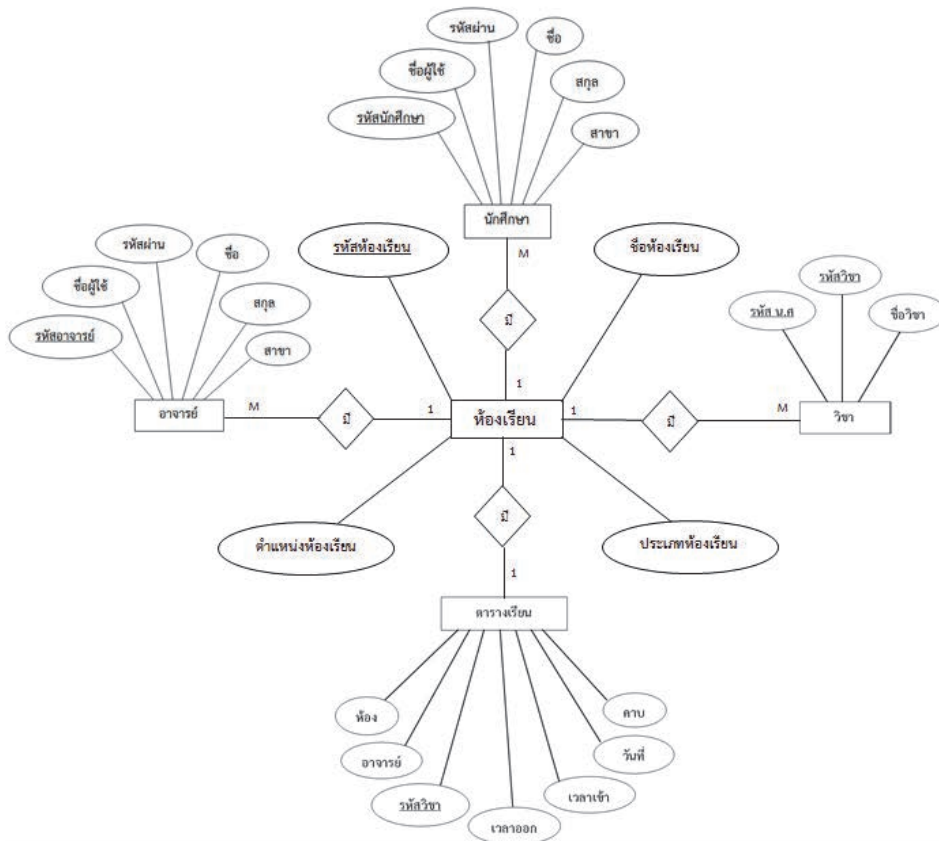 รหัสผ่าน
ชื่อ
ชื่อผู้ใช้
สกุล
รหัสนักศึกษา
สาขา
นักศึกษา
M
มี
1
รหัสห้องเรียน
ชื่อห้องเรียน
รหัสผ่าน
ชื่อ
ชื่อผู้ใช้
สกุล
รหัสอาจารย์
สาขา
อาจารย์
M
มี
1
ห้องเรียน
1
มี
M
วิชา
รหัสวิชา
รหัส น.ศ
ชื่อวิชา
1
มี
1
ตำแหน่งห้องเรียน
ประเภทห้องเรียน
ตารางเรียน
ห้อง
คาบ
อาจารย์
วันที่
รหัสวิชา
เวลาเข้า
เวลาออก